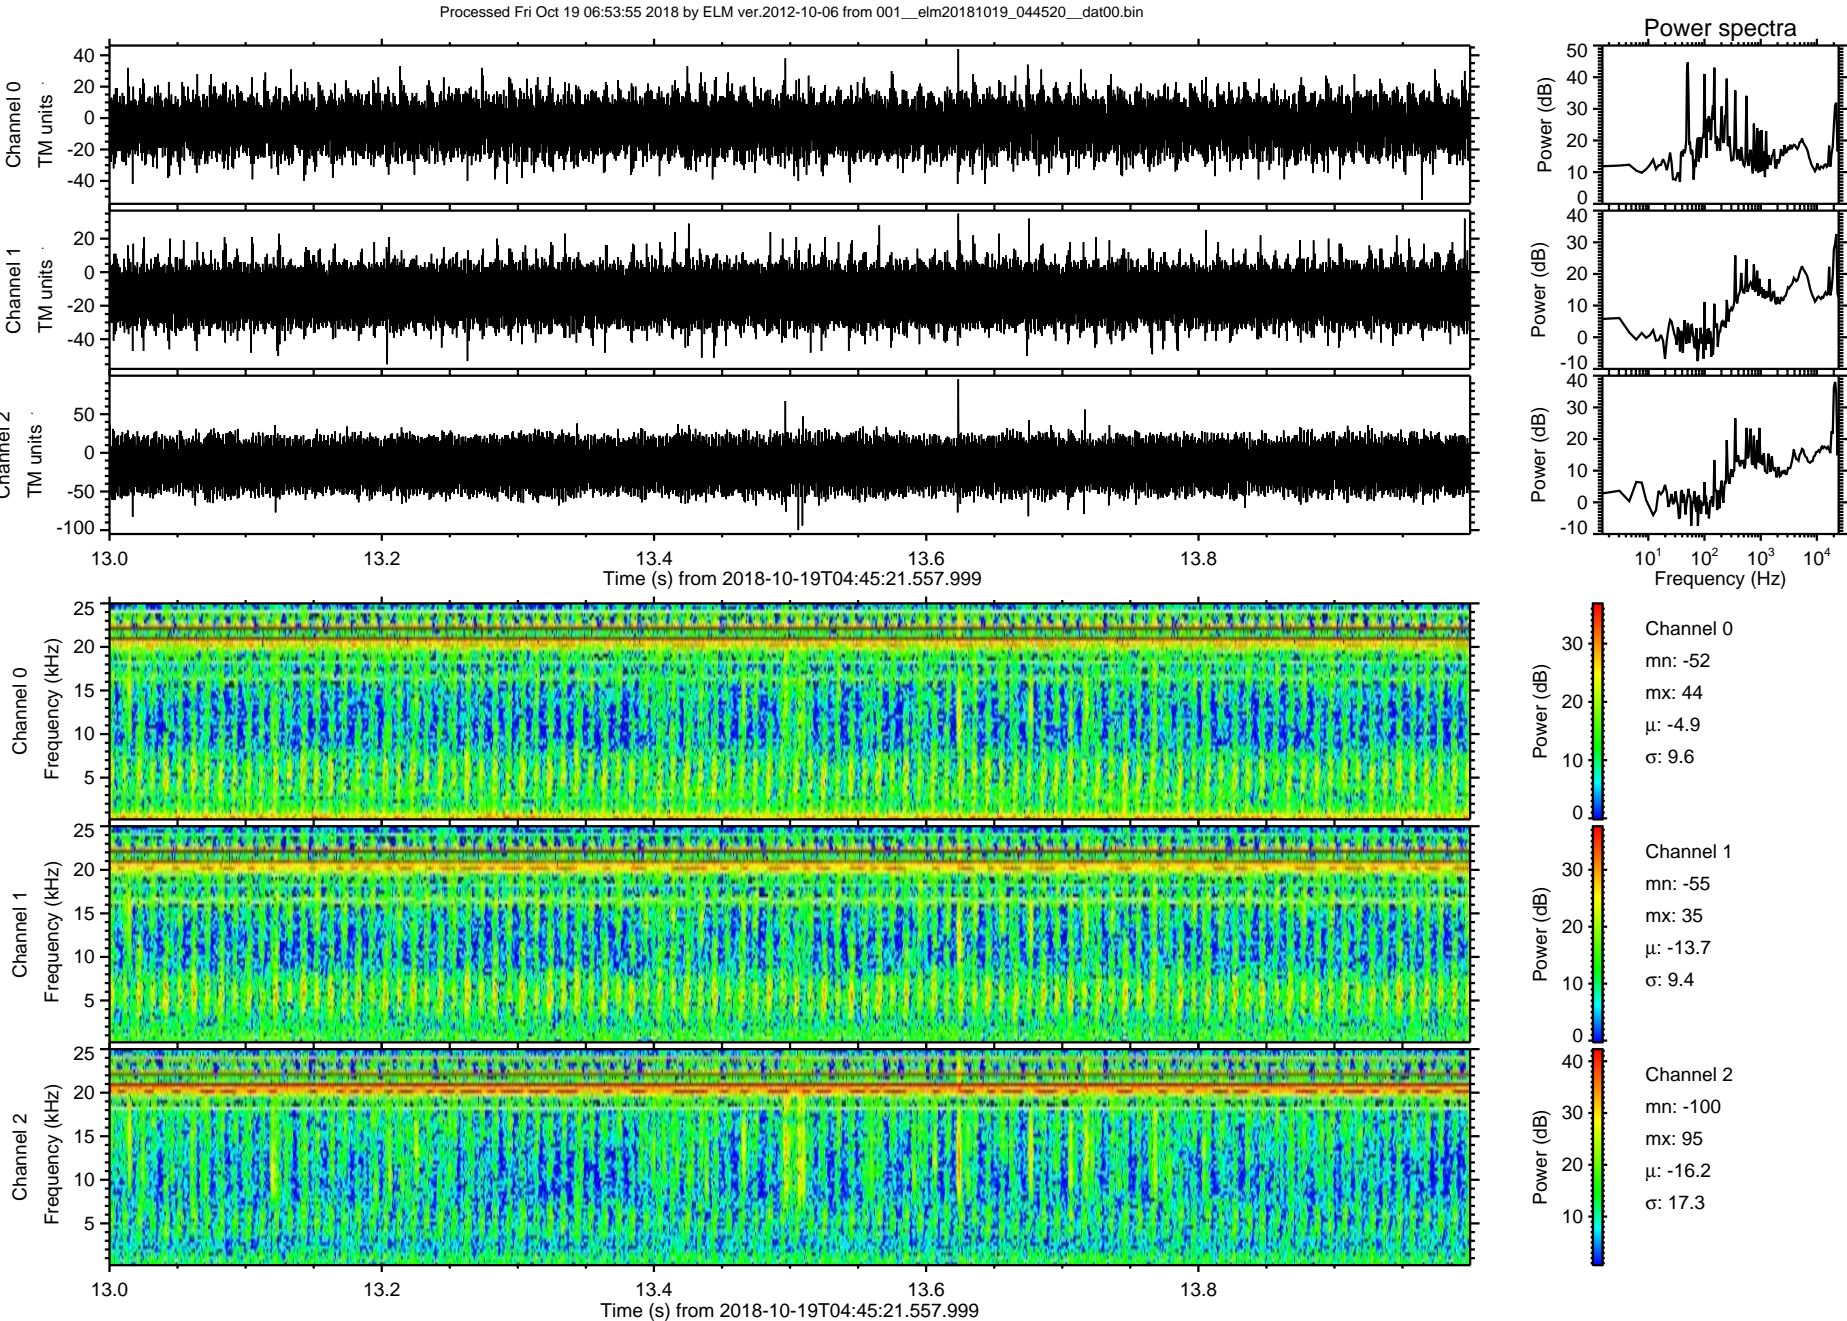 Processed Fri Oct 19 06:53:55 2018 by ELM ver.2012-10-06 from 001__elm20181019_044520__dat00.bin
Power spectra
Channel 0
TM units
40
20
0
-20
-40
Power (dB)
50
40
30
20
10
0
Channel 1
TM units
20
0
-20
-40
Power (dB)
40
30
20
10
0
-10
Channel 2
TM units
50
0
-50
-100
Power (dB)
40
30
20
10
0
-10
13.0 13.2 13.4 13.6 13.8
Time (s) from 2018-10-19T04:45:21.557.999
10^1 10^2 10^3 10^4
Frequency (Hz)
Channel 0
Frequency (kHz)
25
20
15
10
5
Power (dB)
30
20
10
0
Channel 0
mn: -52
mx: 44
μ: -4.9
σ: 9.6
Channel 1
Frequency (kHz)
25
20
15
10
5
Power (dB)
30
20
10
0
Channel 1
mn: -55
mx: 35
μ: -13.7
σ: 9.4
Channel 2
Frequency (kHz)
25
20
15
10
5
Power (dB)
40
30
20
10
Channel 2
mn: -100
mx: 95
μ: -16.2
σ: 17.3
13.0 13.2 13.4 13.6 13.8
Time (s) from 2018-10-19T04:45:21.557.999